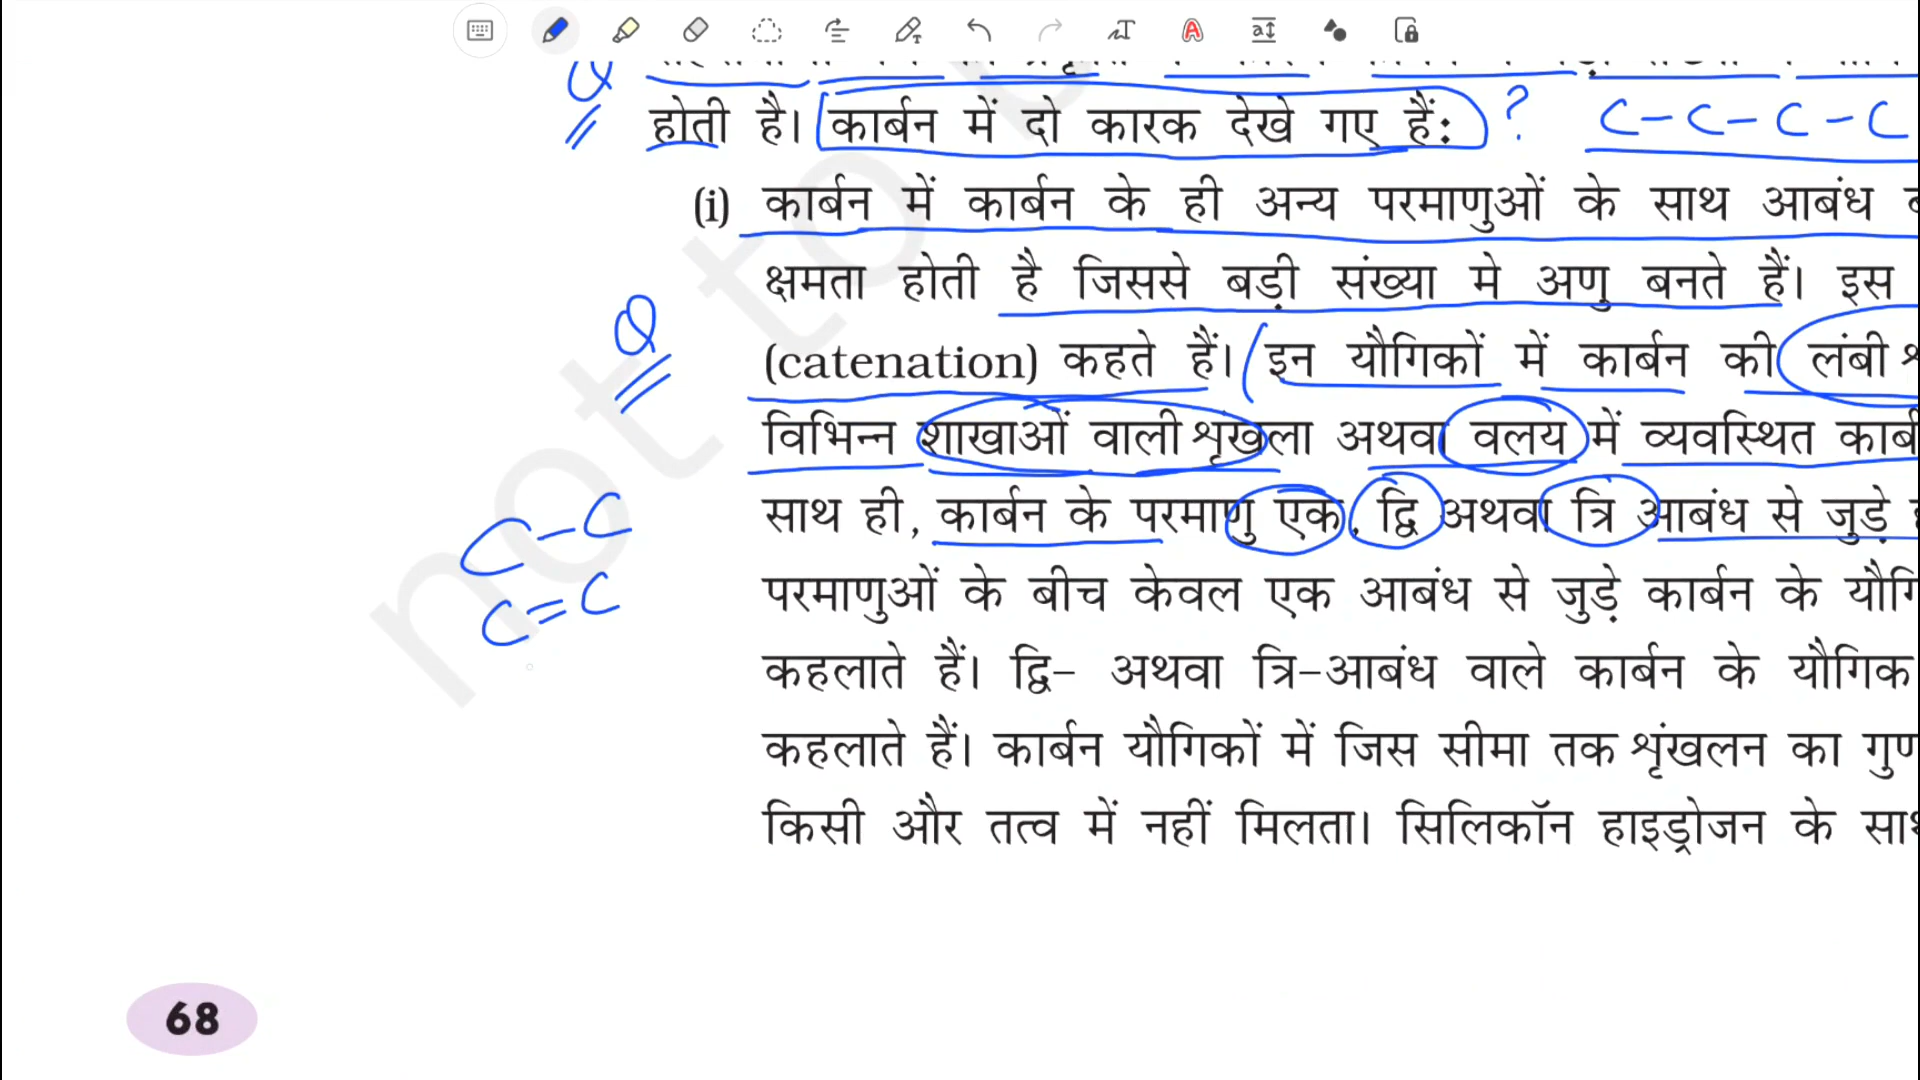 Q
होती है। कार्बन में दो कारक देखे गए हैं: ? C-C-C-C
(i) कार्बन में कार्बन के ही अन्य परमाणुओं के साथ आबंध
क्षमता होती है जिससे बड़ी संख्या मे अणु बनते हैं। इस
Q
(catenation) कहते हैं। (इन यौगिकों में कार्बन की लंबी
विभिन्न शाखाओं वाली शृंखला अथवा वलय में व्यवस्थित
C-C
साथ ही, कार्बन के परमाणु एक, द्वि अथवा त्रि आबंध से जुड़े
C=C
परमाणुओं के बीच केवल एक आबंध से जुड़े कार्बन के
कहलाते हैं। द्वि- अथवा त्रि-आबंध वाले कार्बन के यौगिक
कहलाते हैं। कार्बन यौगिकों में जिस सीमा तक शृंखलन का गुण
किसी और तत्व में नहीं मिलता। सिलिकॉन हाइड्रोजन के
not to
68